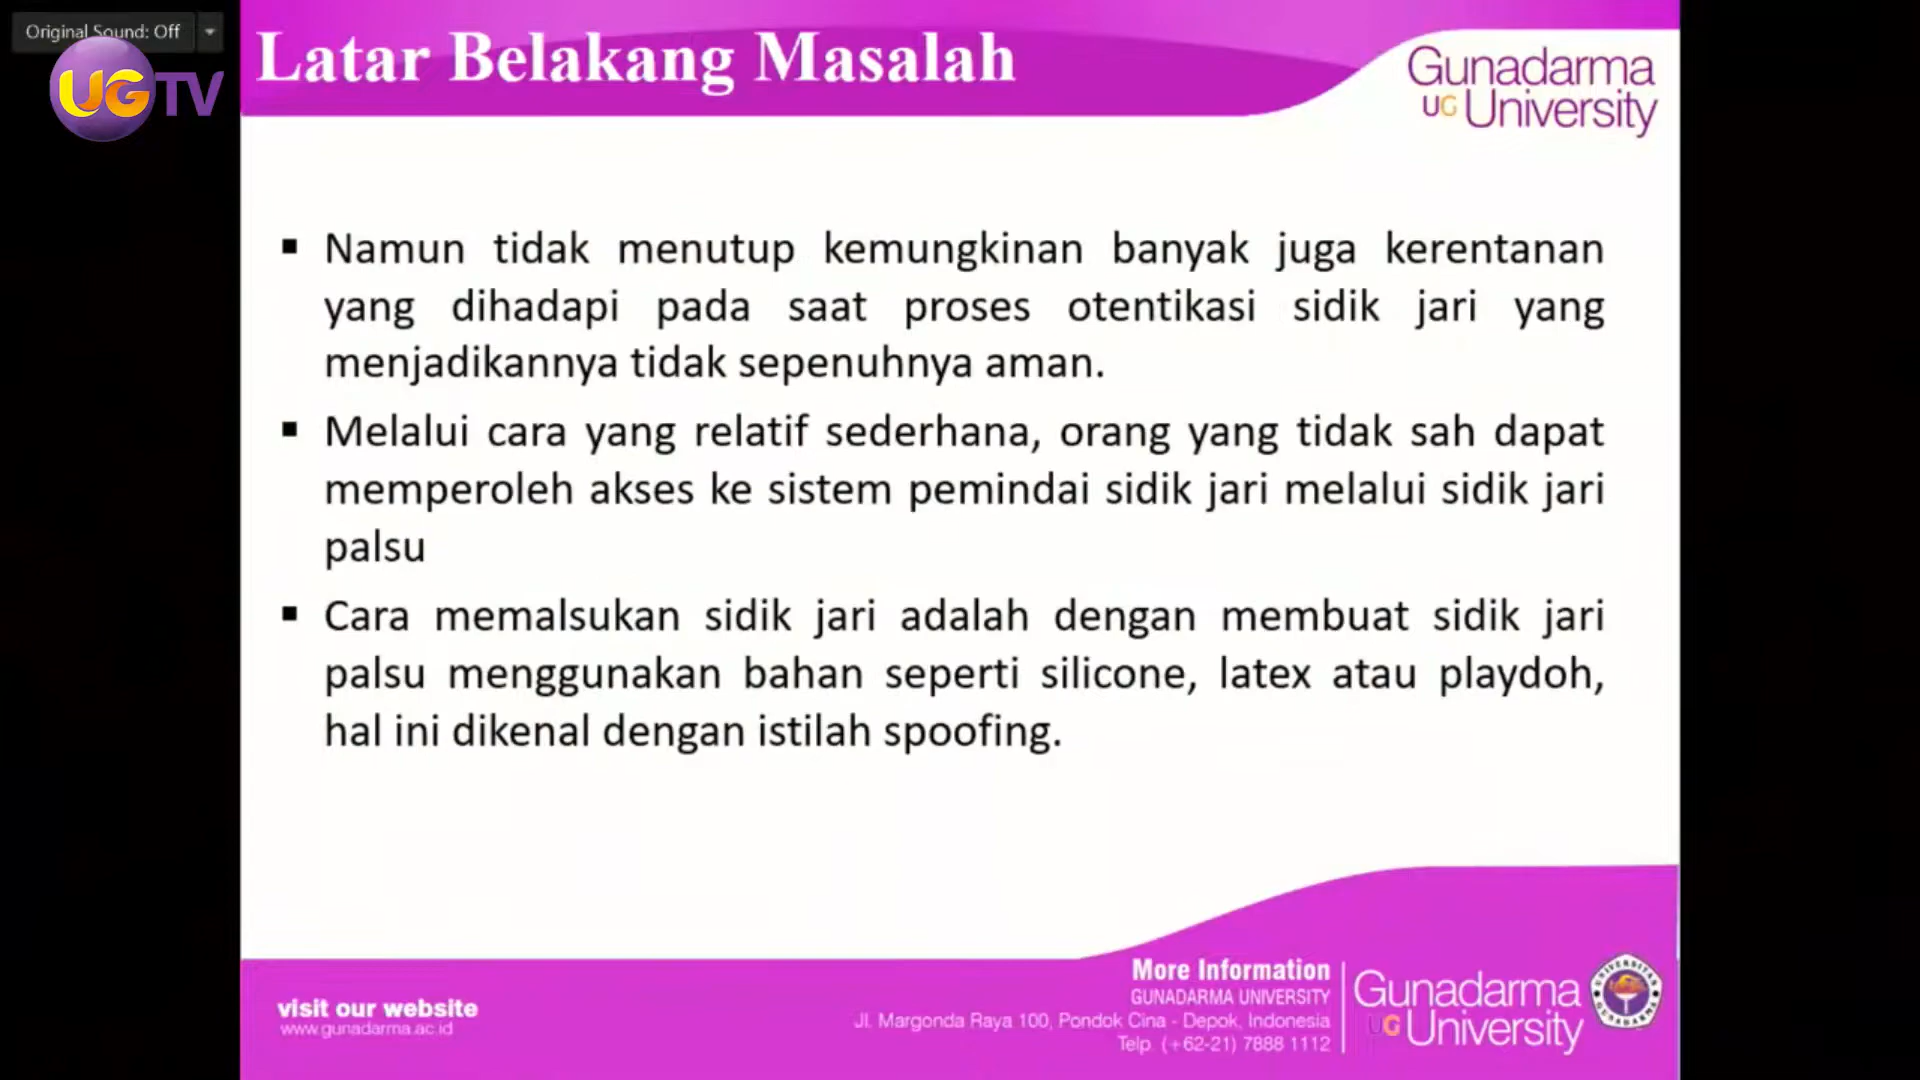 Original Sound: Off
UGTV
Latar Belakang Masalah
Gunadarma
UG University
▪ Namun tidak menutup kemungkinan banyak juga kerentanan
yang dihadapi pada saat proses otentikasi sidik jari yang
menjadikannya tidak sepenuhnya aman.
▪ Melalui cara yang relatif sederhana, orang yang tidak sah dapat
memperoleh akses ke sistem pemindai sidik jari melalui sidik jari
palsu
▪ Cara memalsukan sidik jari adalah dengan membuat sidik jari
palsu menggunakan bahan seperti silicone, latex atau playdoh,
hal ini dikenal dengan istilah spoofing.
visit our website
www.gunadarma.ac.id
More Information
GUNADARMA UNIVERSITY
Jl. Margonda Raya 100, Pondok Cina - Depok, Indonesia
Telp. (+62-21) 7888 1112
Gunadarma
UG University
UNIVERSITAS
GUNADARMA